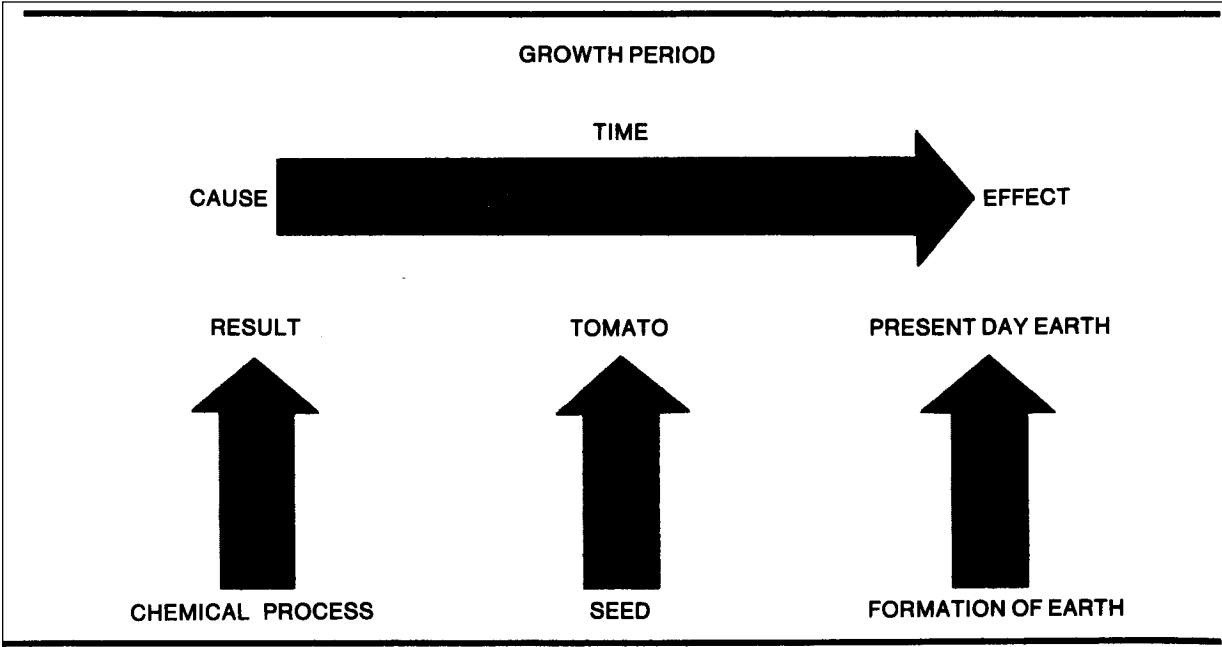 GROWTH PERIOD
TIME
CAUSE EFFECT
RESULT TOMATO PRESENT DAY EARTH
CHEMICAL PROCESS SEED FORMATION OF EARTH